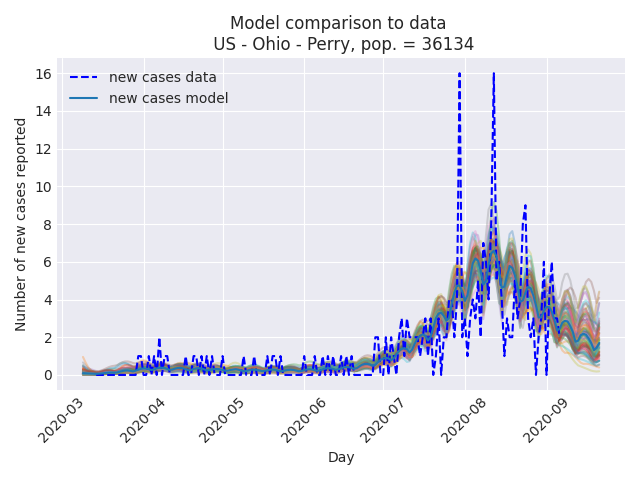 Model comparison to data
US - Ohio - Perry, pop. = 36134
new cases data
new cases model
Number of new cases reported
16
14
12
10
8
6
4
2
0
2020-03
2020-04
2020-05
2020-06
2020-07
2020-08
2020-09
Day